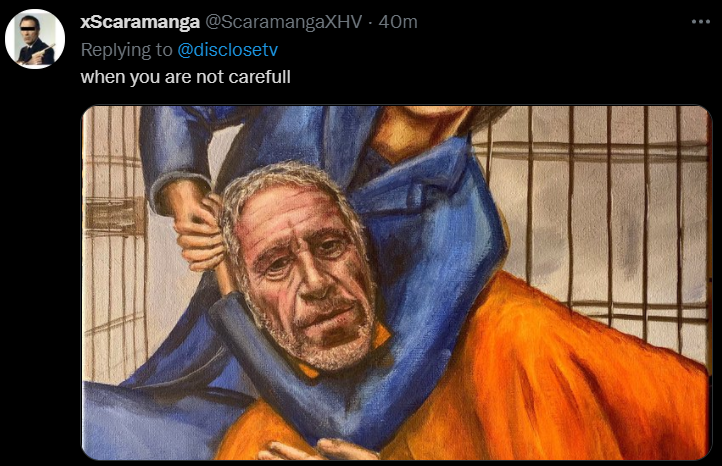 xScaramanga @ScaramangaXHV · 40m
Replying to @disclosetv
when you are not carefull